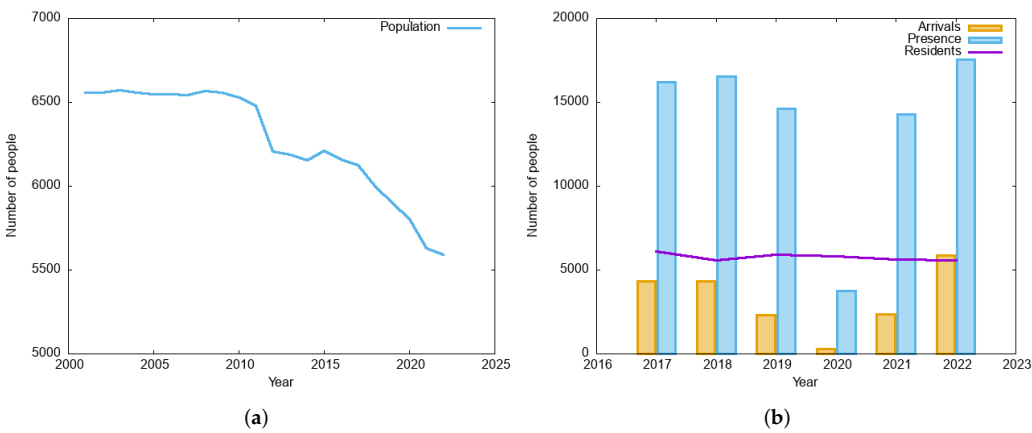 7000
6500
6000
5500
5000
Number of people
Population
2000
2005
2010
2015
2020
2025
Year
(a)
20000
15000
10000
5000
0
Number of people
Arrivals
Presence
Residents
2016
2017
2018
2019
2020
2021
2022
2023
Year
(b)